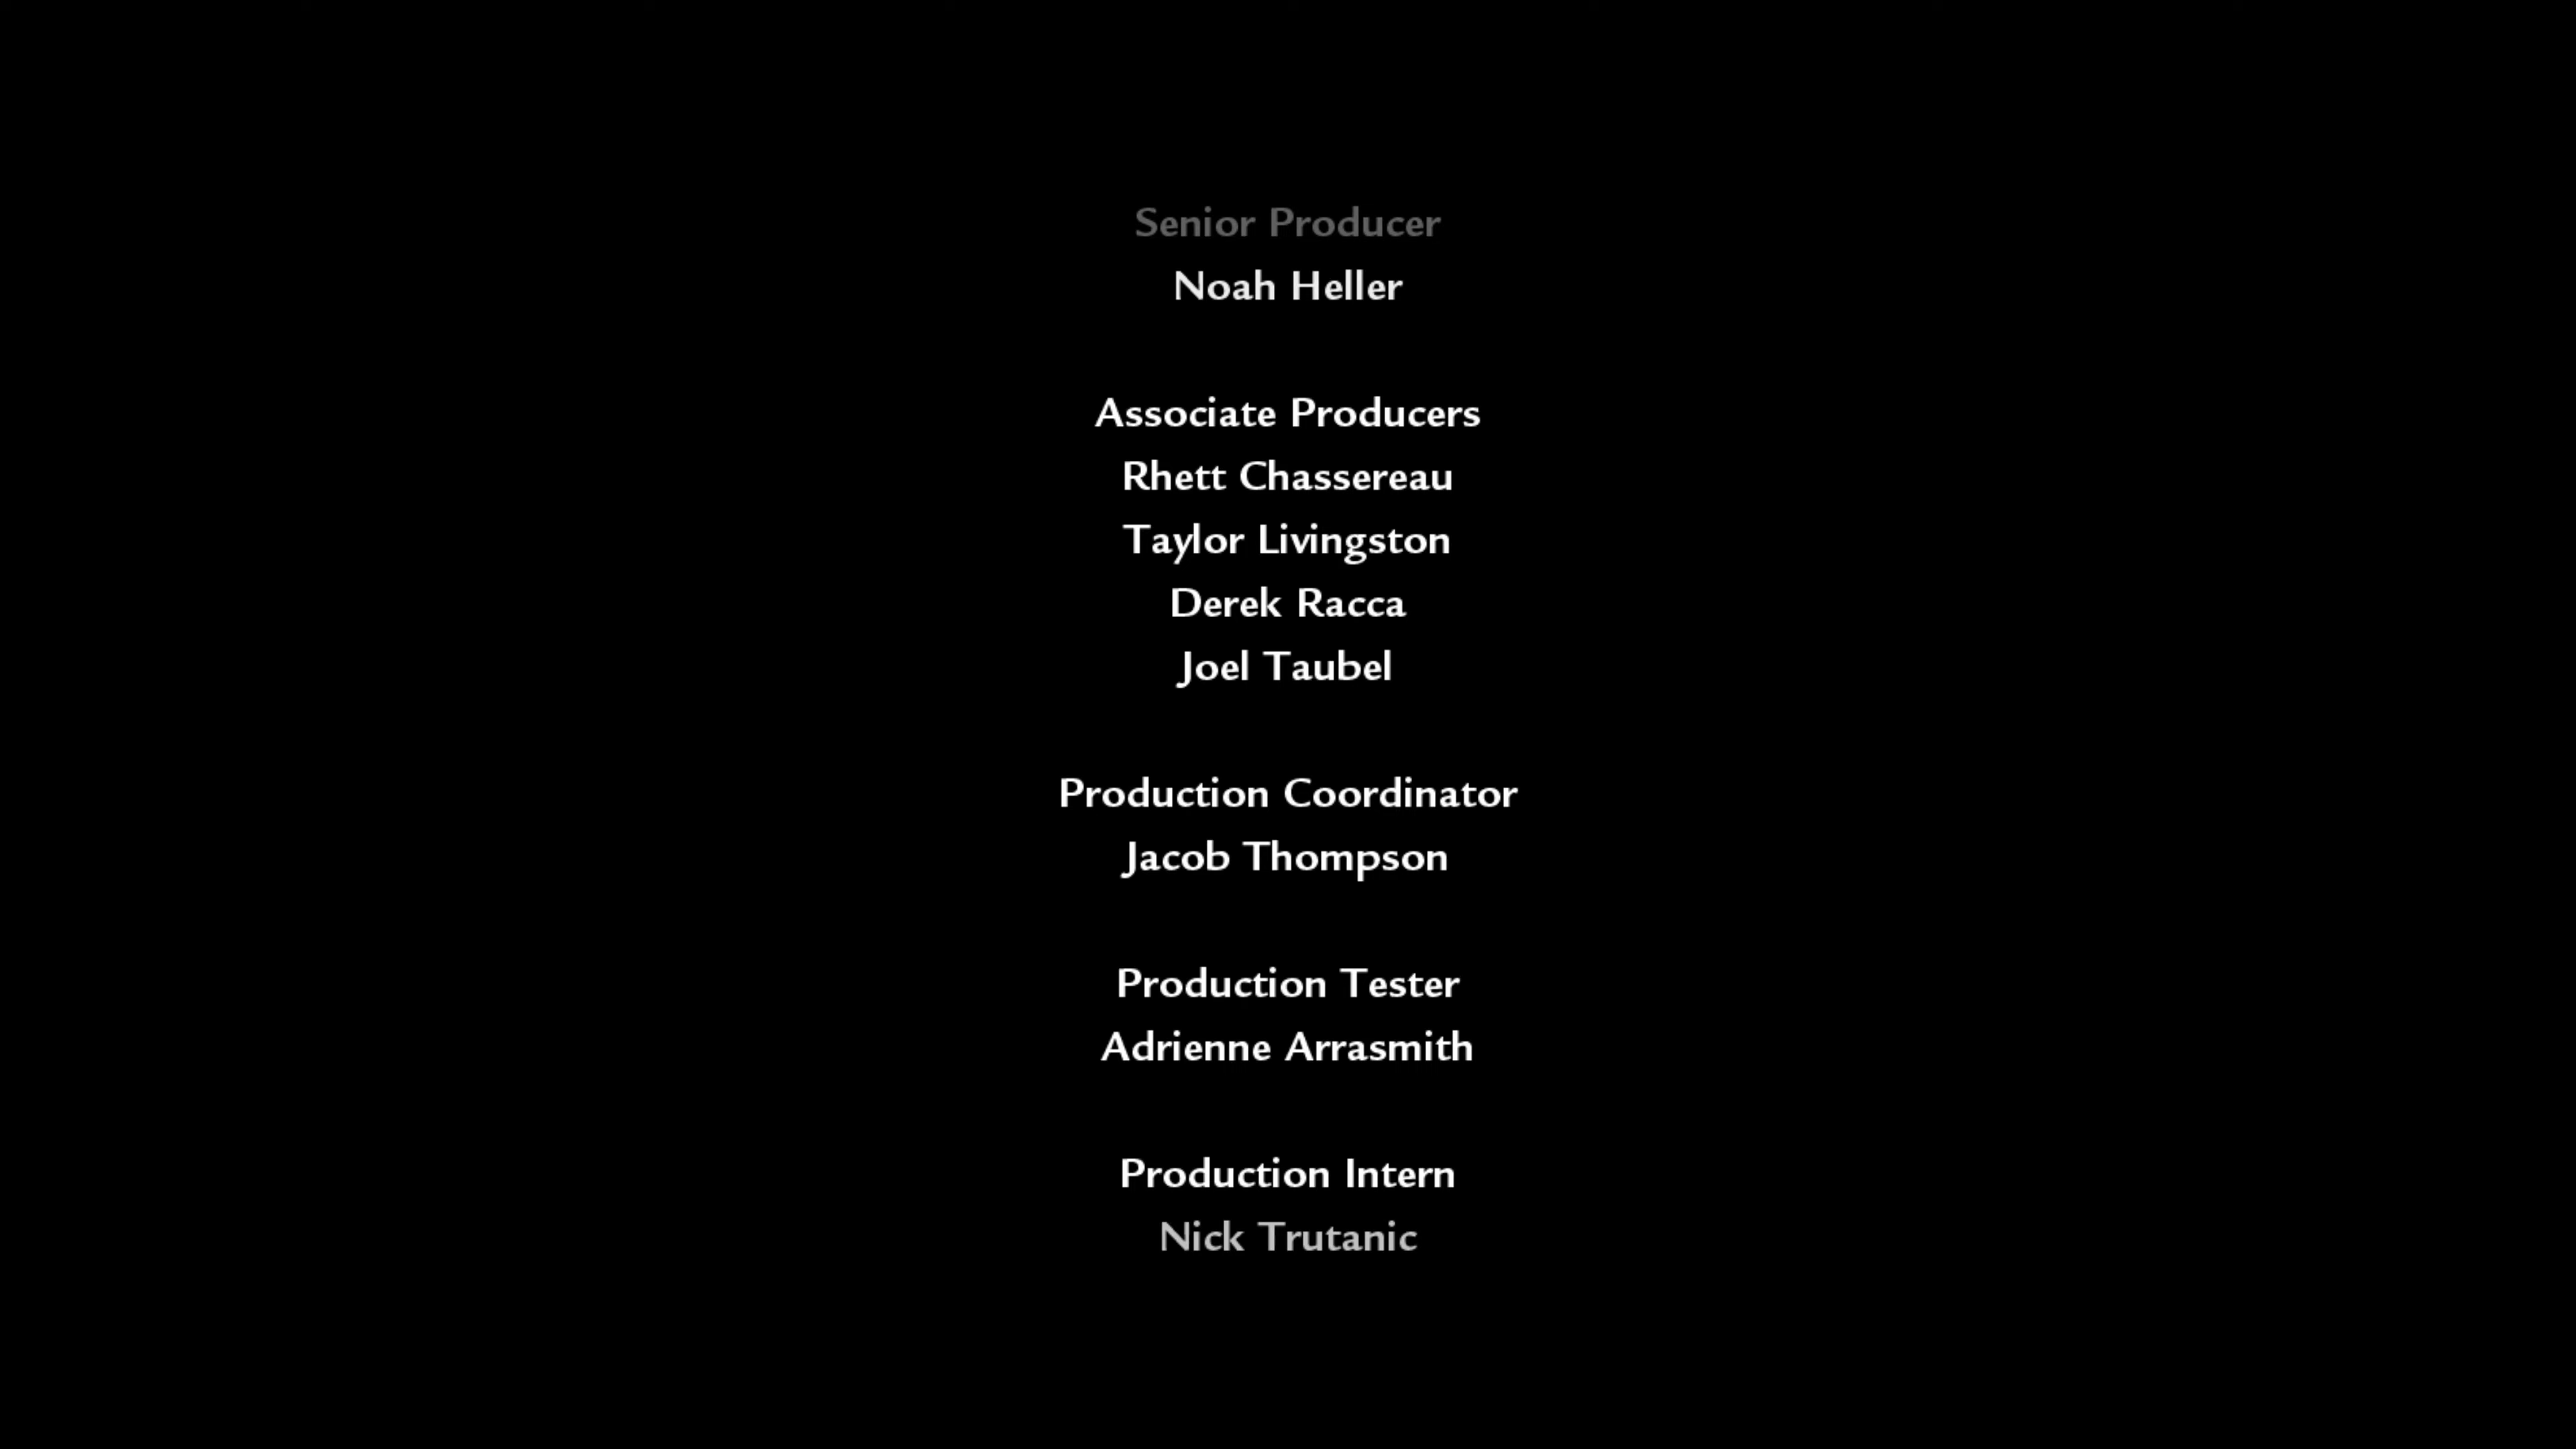 Senior Producer
Noah Heller
Associate Producers
Rhett Chassereau
Taylor Livingston
Derek Racca
Joel Taubel
Production Coordinator
Jacob Thompson
Production Tester
Adrienne Arrasmith
Production Intern
Nick Trutanic